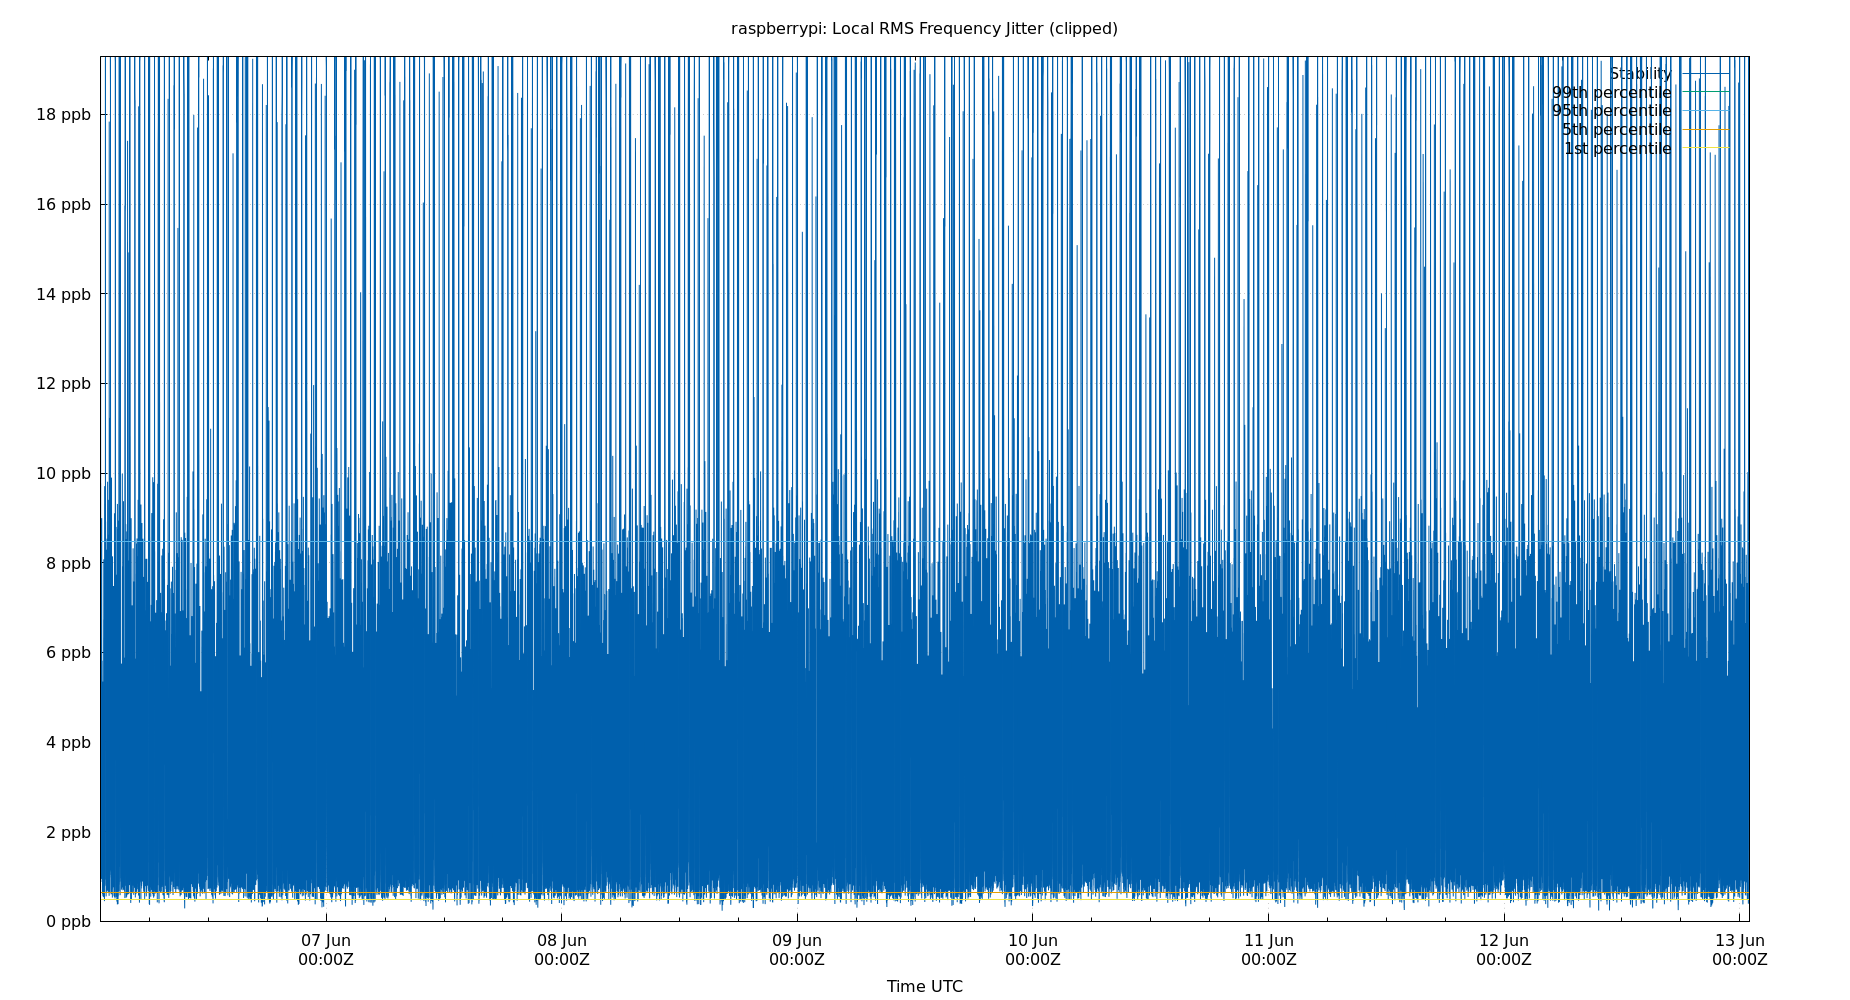 raspberrypi: Local RMS Frequency Jitter (clipped)
Stability
99th percentile
95th percentile
5th percentile
1st percentile
18 ppb
16 ppb
14 ppb
12 ppb
10 ppb
8 ppb
6 ppb
4 ppb
2 ppb
0 ppb
07 Jun 08 Jun 09 Jun 10 Jun 11 Jun 12 Jun 13 Jun
00:00Z 00:00Z 00:00Z 00:00Z 00:00Z 00:00Z 00:00Z
Time UTC